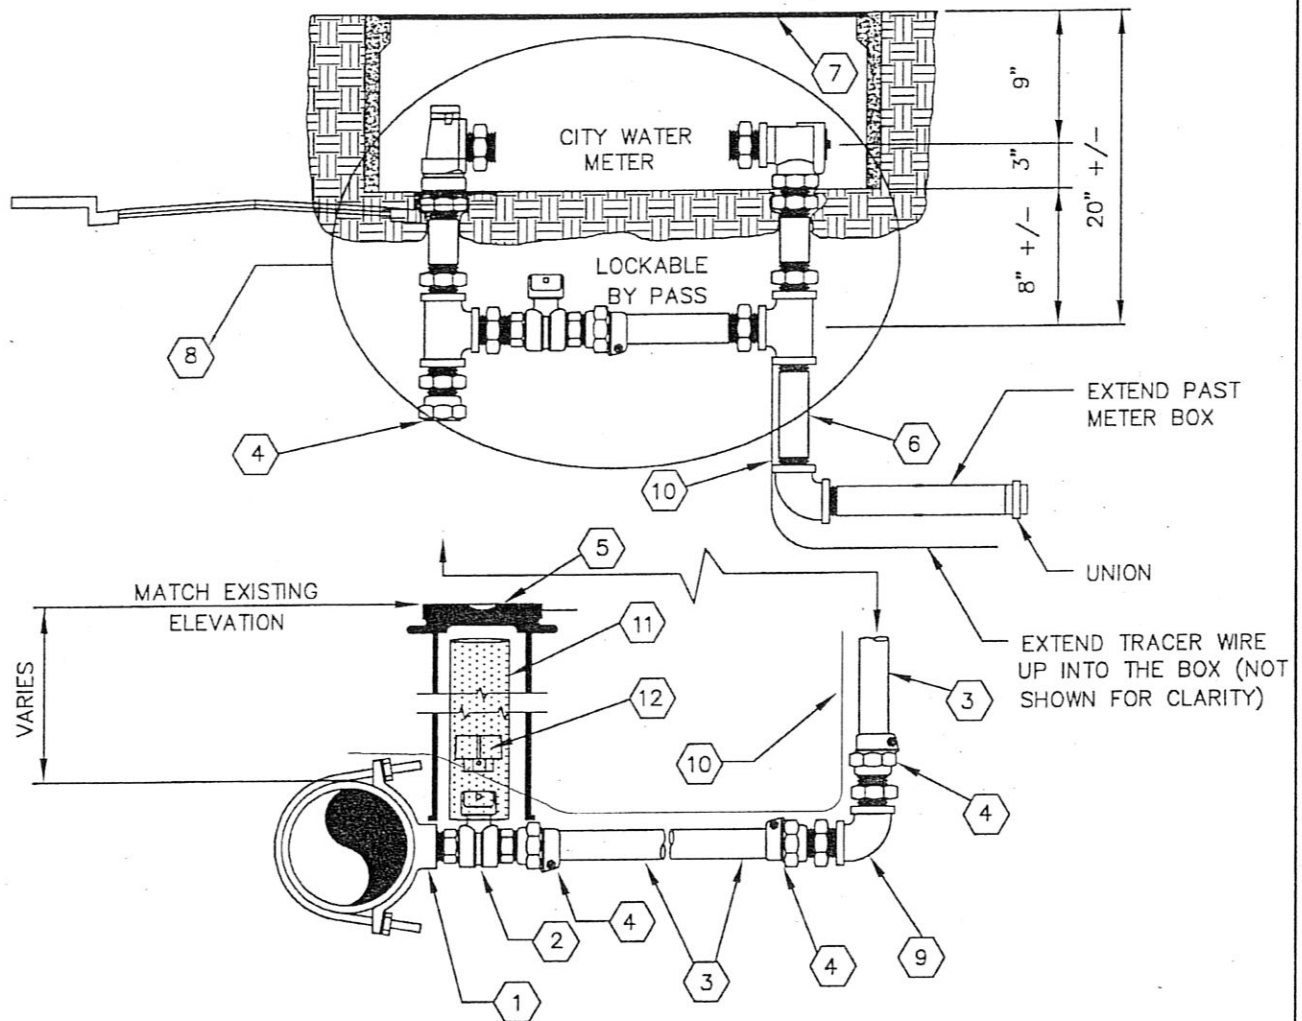 7
9"
CITY WATER
METER
3"
20" +/-
8" +/-
LOCKABLE
BY PASS
8
4
6
EXTEND PAST
METER BOX
10
5
UNION
MATCH EXISTING
ELEVATION
11
EXTEND TRACER WIRE
UP INTO THE BOX (NOT
SHOWN FOR CLARITY)
VARIES
12
3
10
4
4
2
3
4
9
1